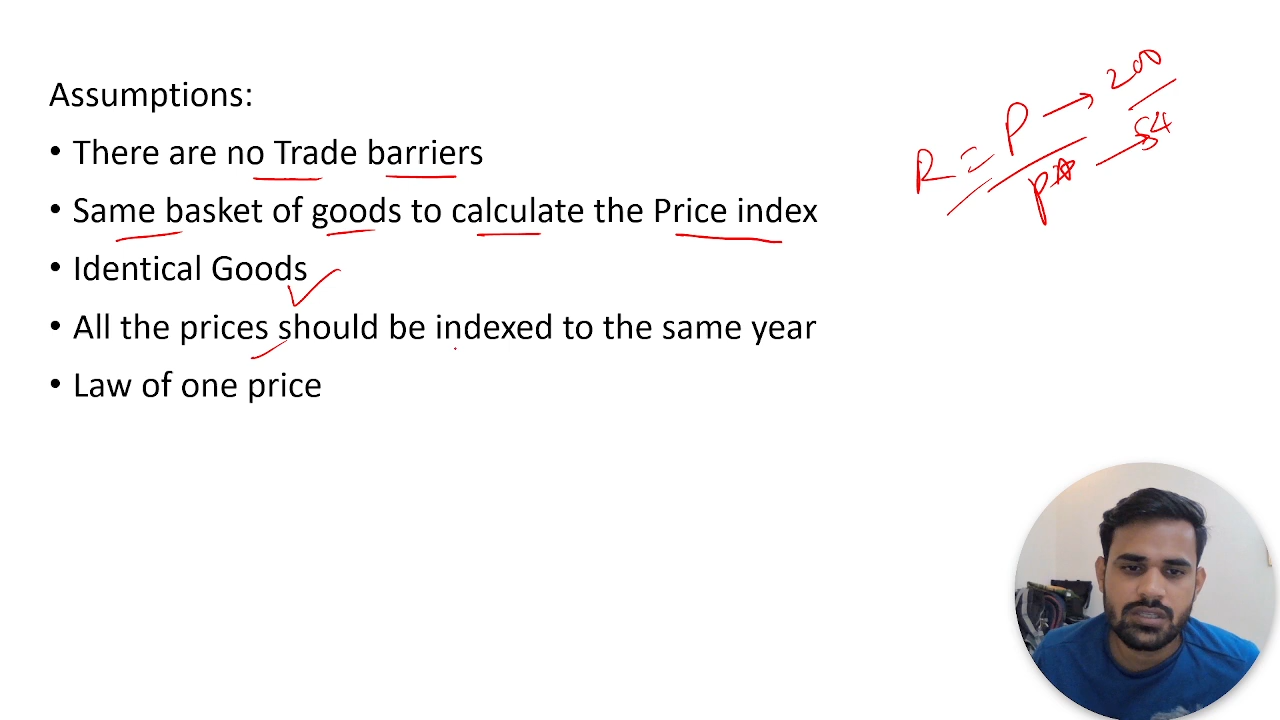 Assumptions:
• There are no Trade barriers
• Same basket of goods to calculate the Price index
• Identical Goods
• All the prices should be indexed to the same year
• Law of one price
R = P → 200
P* → $4